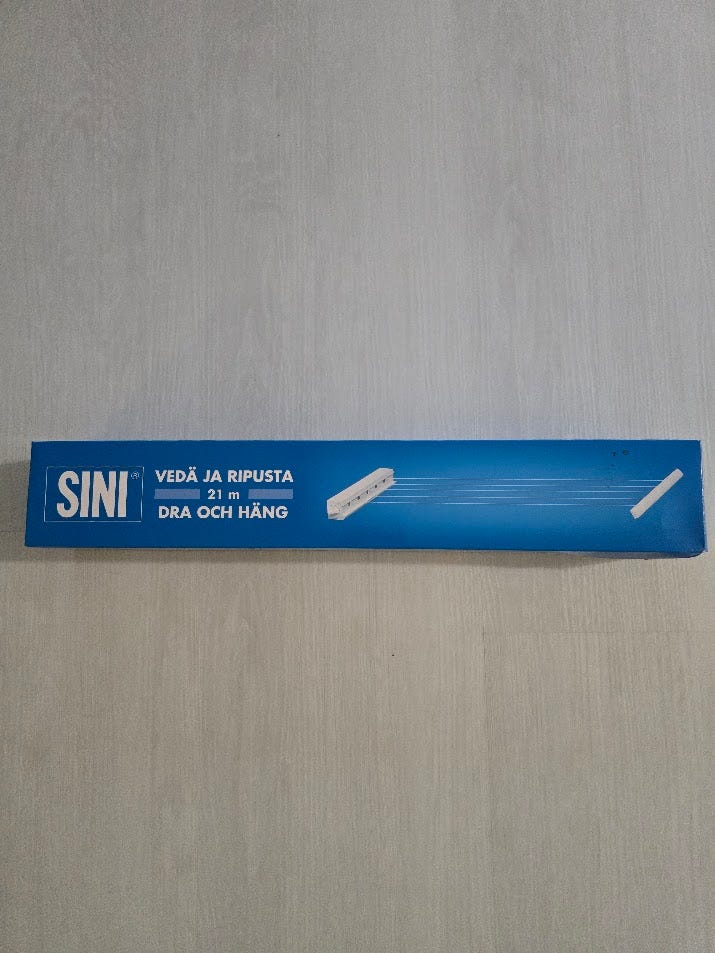 SINI®
VEDÄ JA RIPUSTA
21 m
DRA OCH HÄNG